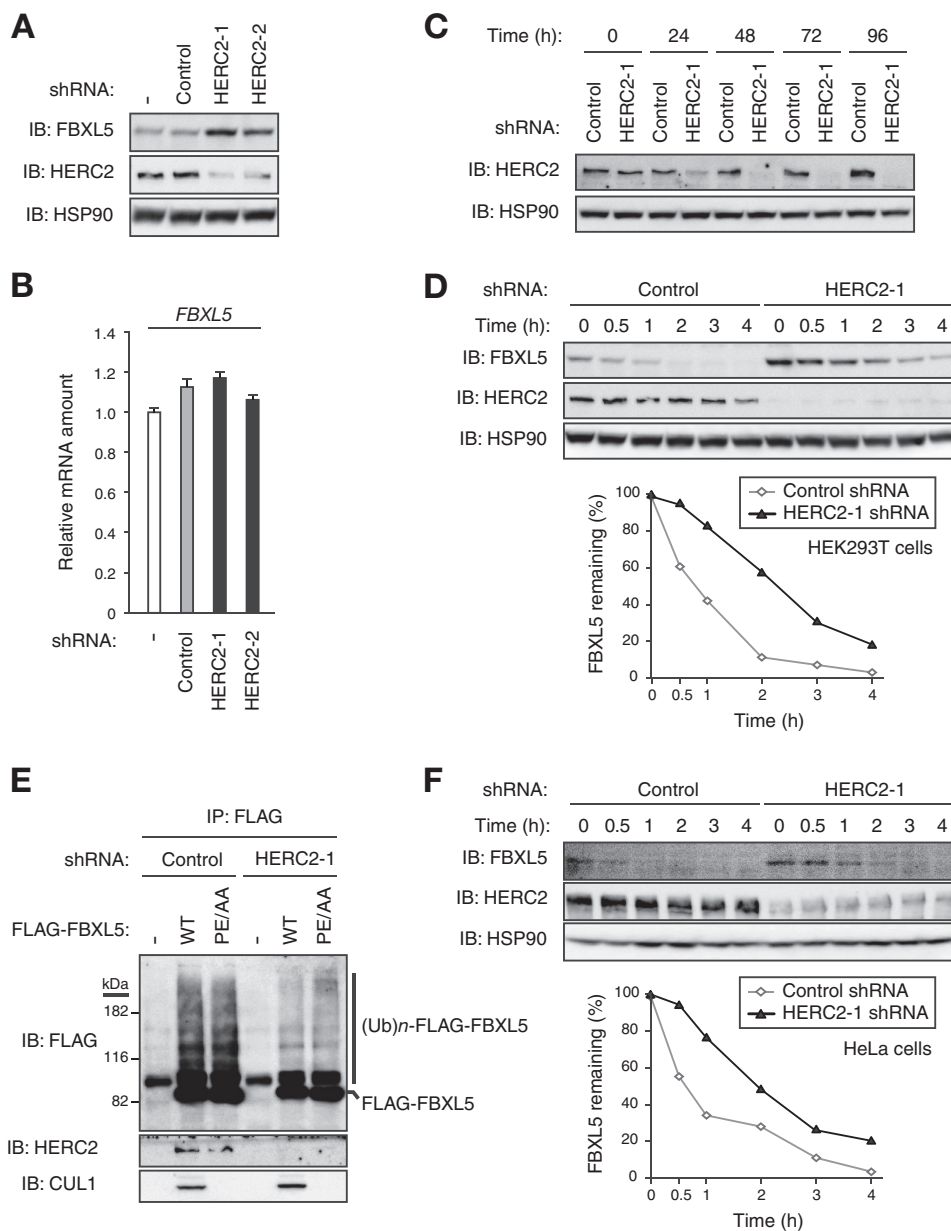 A
shRNA:
-
Control
HERC2-1
HERC2-2
IB: FBXL5
IB: HERC2
IB: HSP90
B
FBXL5
Relative mRNA amount
1.4
1.2
1.0
0.8
0.6
0.4
0.2
0
shRNA:
-
Control
HERC2-1
HERC2-2
C
Time (h):
0 24 48 72 96
shRNA:
Control
HERC2-1
Control
HERC2-1
Control
HERC2-1
Control
HERC2-1
Control
HERC2-1
IB: HERC2
IB: HSP90
D
shRNA: Control HERC2-1
Time (h): 0 0.5 1 2 3 4 0 0.5 1 2 3 4
IB: FBXL5
IB: HERC2
IB: HSP90
FBXL5 remaining (%)
100
80
60
40
20
0
Control shRNA
HERC2-1 shRNA
HEK293T cells
0 0.5 1 2 3 4
Time (h)
E
IP: FLAG
shRNA: Control HERC2-1
FLAG-FBXL5:
-
WT
PE/AA
-
WT
PE/AA
kDa
182
116
82
IB: FLAG
(Ub)n-FLAG-FBXL5
FLAG-FBXL5
IB: HERC2
IB: CUL1
F
shRNA: Control HERC2-1
Time (h): 0 0.5 1 2 3 4 0 0.5 1 2 3 4
IB: FBXL5
IB: HERC2
IB: HSP90
FBXL5 remaining (%)
100
80
60
40
20
0
Control shRNA
HERC2-1 shRNA
HeLa cells
0 0.5 1 2 3 4
Time (h)